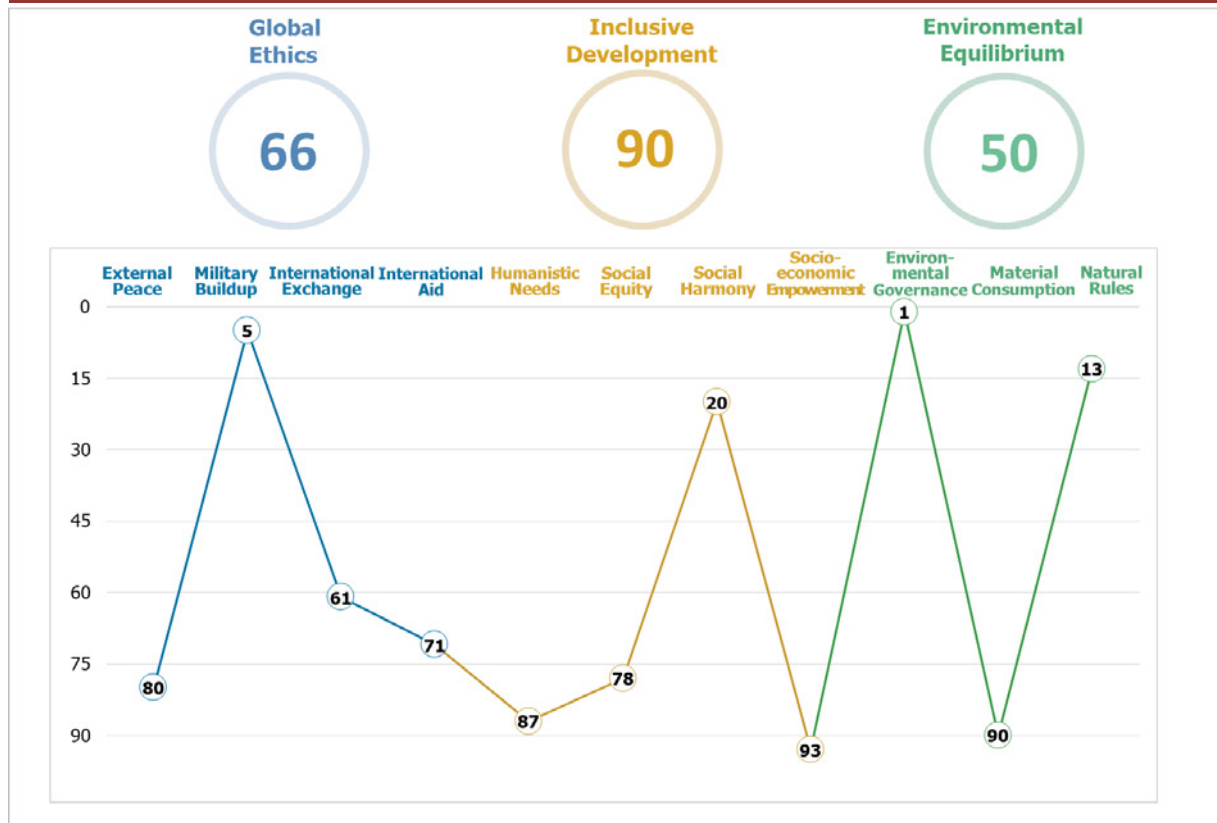 Global
Ethics
66
Inclusive
Development
90
Environmental
Equilibrium
50
External
Peace
Military
Buildup
International
Exchange
International
Aid
Humanistic
Needs
Social
Equity
Social
Harmony
Socio-
economic
Empowerment
Environ-
mental
Governance
Material
Consumption
Natural
Rules
0
15
30
45
60
75
90
80
5
61
71
87
78
20
93
1
90
13